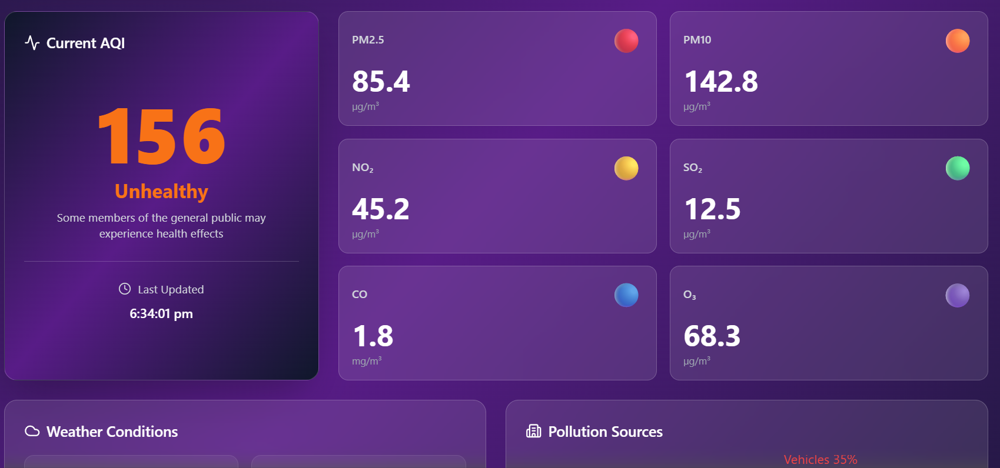 Current AQI
156
Unhealthy
Some members of the general public may
experience health effects
Last Updated
6:34:01 pm
PM2.5
85.4
µg/m³
PM10
142.8
µg/m³
NO₂
45.2
µg/m³
SO₂
12.5
µg/m³
CO
1.8
mg/m³
O₃
68.3
µg/m³
Weather Conditions
Pollution Sources
Vehicles 35%